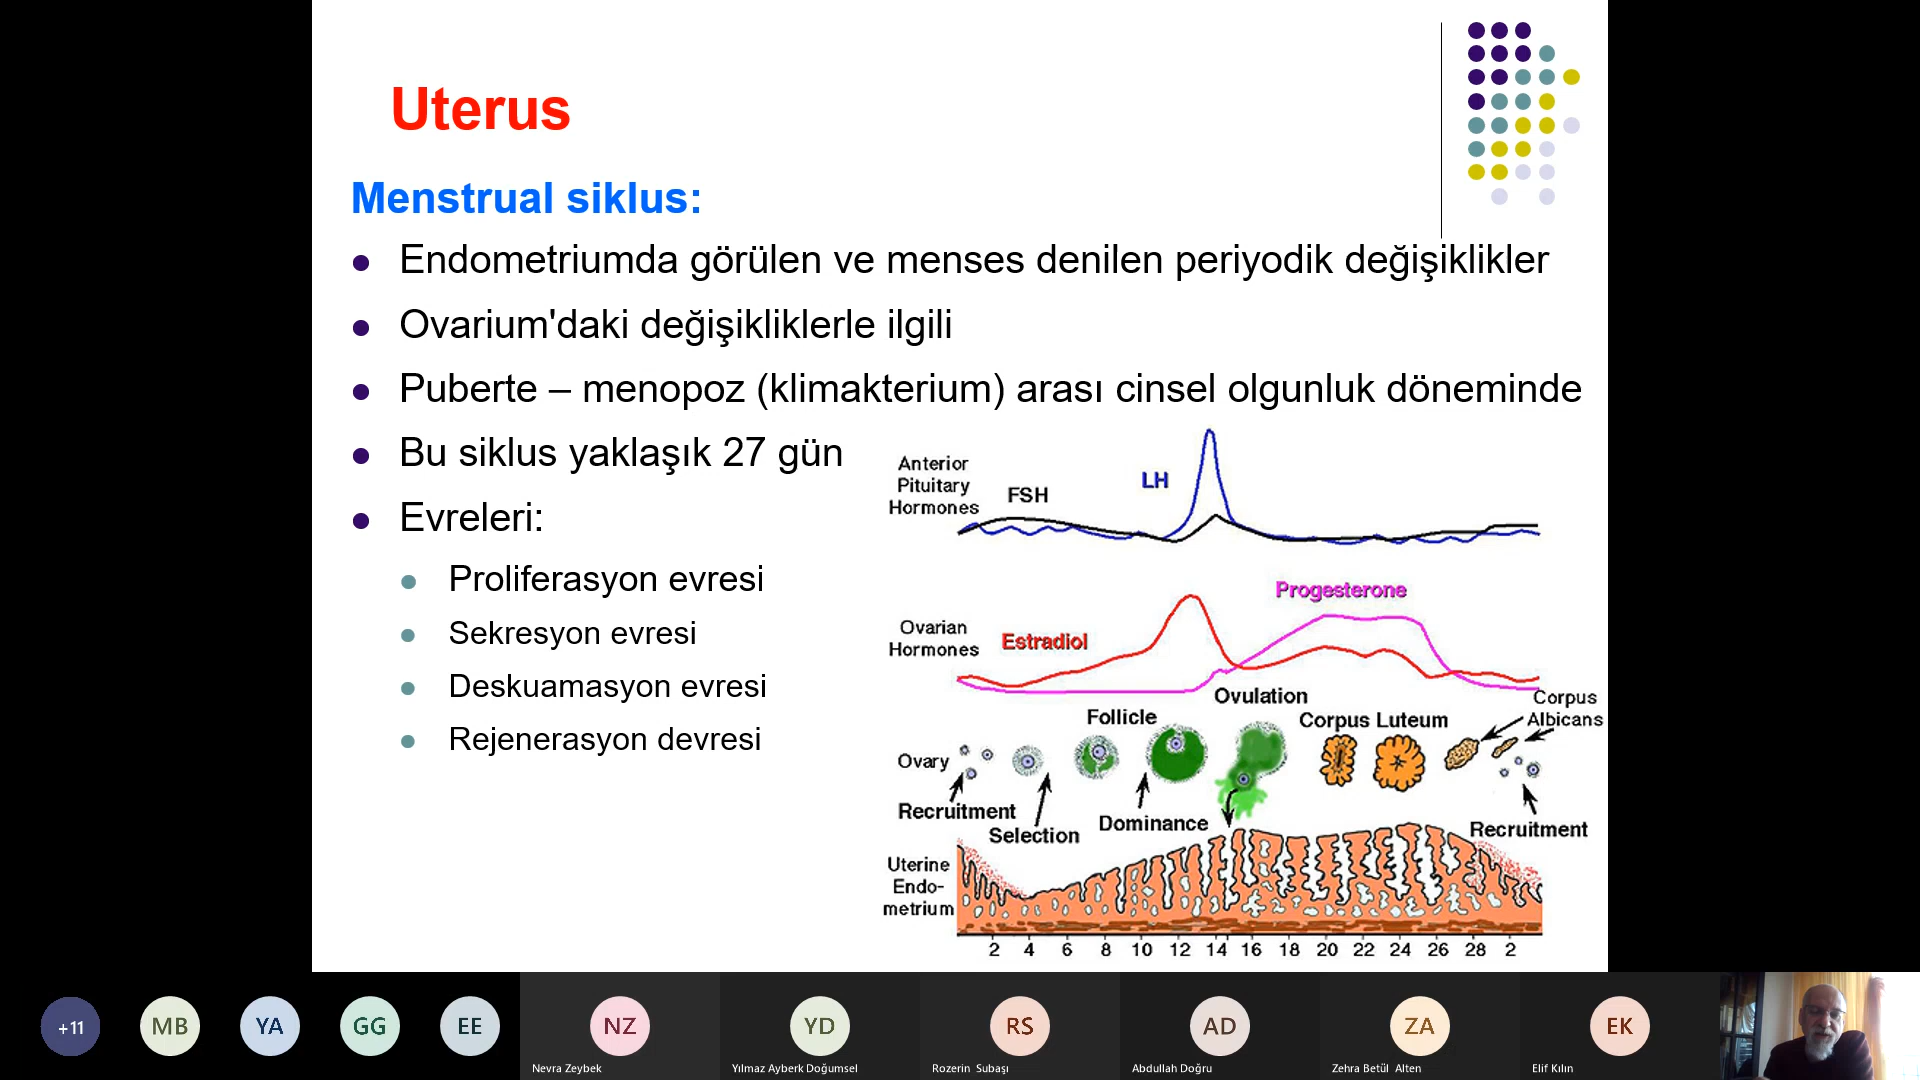 Uterus
Menstrual siklus:
Endometriumda görülen ve menses denilen periyodik değişiklikler
Ovarium'daki değişikliklerle ilgili
Puberte – menopoz (klimakterium) arası cinsel olgunluk döneminde
Bu siklus yaklaşık 27 gün
Evreleri:
Proliferasyon evresi
Sekresyon evresi
Deskuamasyon evresi
Rejenerasyon devresi
Anterior
Pituitary
Hormones
FSH
LH
Progesterone
Ovarian
Hormones
Estradiol
Ovulation
Follicle
Corpus Luteum
Corpus
Albicans
Ovary
Recruitment
Selection
Dominance
Recruitment
Uterine
Endo-
metrium
2 4 6 8 10 12 14 16 18 20 22 24 26 28 2
+11 MB YA GG EE NZ YD RS AD ZA EK
Nevra Zeybek
Yılmaz Ayberk Doğumsel
Rozerin Subaşı
Abdullah Doğru
Zehra Betül Alten
Elif Kılın